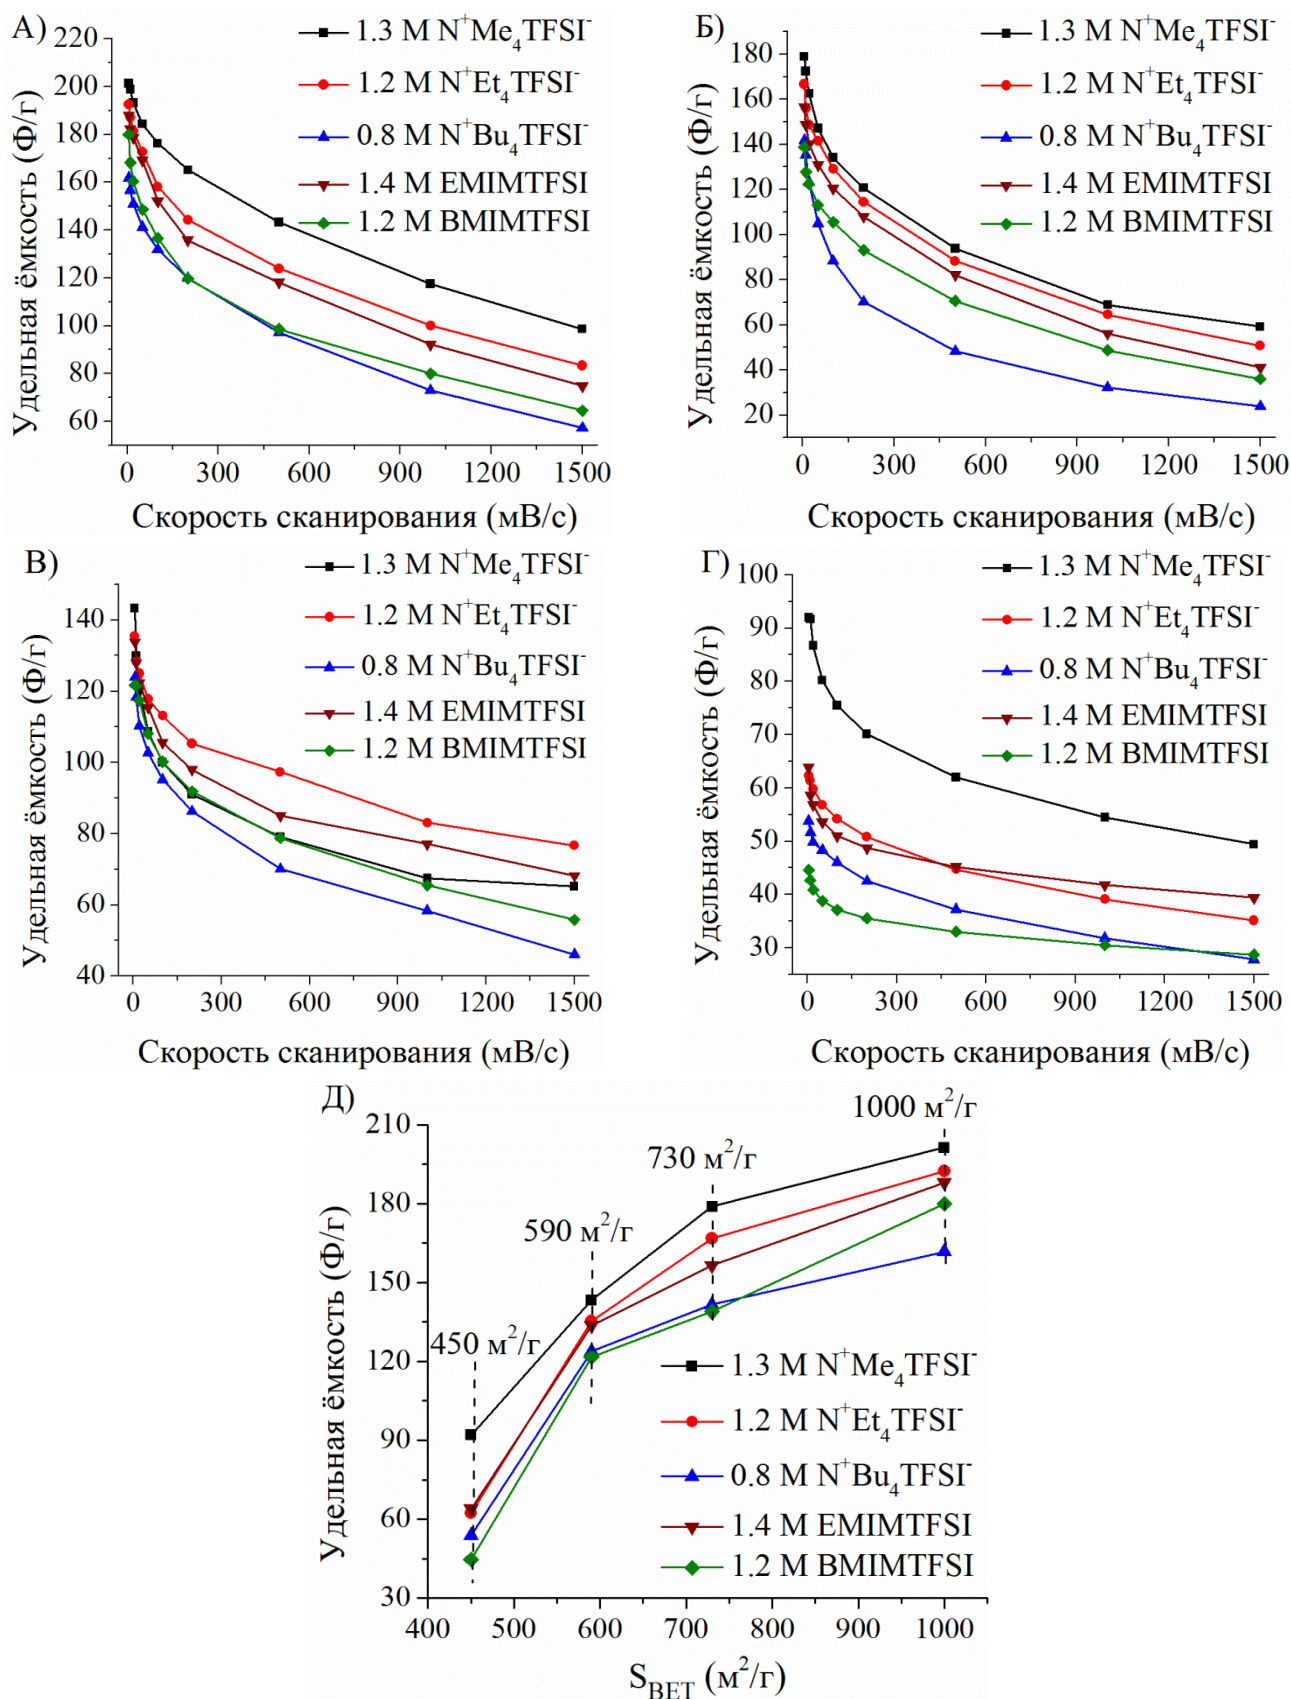 А)
Удельная ёмкость (Ф/г)
220
200
180
160
140
120
100
80
60
1.3 M N⁺Me₄TFSI⁻
1.2 M N⁺Et₄TFSI⁻
0.8 M N⁺Bu₄TFSI⁻
1.4 M EMIMTFSI
1.2 M BMIMTFSI
0 300 600 900 1200 1500
Скорость сканирования (мВ/с)
Б)
Удельная ёмкость (Ф/г)
180
160
140
120
100
80
60
40
20
1.3 M N⁺Me₄TFSI⁻
1.2 M N⁺Et₄TFSI⁻
0.8 M N⁺Bu₄TFSI⁻
1.4 M EMIMTFSI
1.2 M BMIMTFSI
0 300 600 900 1200 1500
Скорость сканирования (мВ/с)
В)
Удельная ёмкость (Ф/г)
140
120
100
80
60
40
1.3 M N⁺Me₄TFSI⁻
1.2 M N⁺Et₄TFSI⁻
0.8 M N⁺Bu₄TFSI⁻
1.4 M EMIMTFSI
1.2 M BMIMTFSI
0 300 600 900 1200 1500
Скорость сканирования (мВ/с)
Г)
Удельная ёмкость (Ф/г)
100
90
80
70
60
50
40
30
1.3 M N⁺Me₄TFSI⁻
1.2 M N⁺Et₄TFSI⁻
0.8 M N⁺Bu₄TFSI⁻
1.4 M EMIMTFSI
1.2 M BMIMTFSI
0 300 600 900 1200 1500
Скорость сканирования (мВ/с)
Д)
Удельная ёмкость (Ф/г)
210
180
150
120
90
60
30
1000 м²/г
730 м²/г
590 м²/г
450 м²/г
1.3 M N⁺Me₄TFSI⁻
1.2 M N⁺Et₄TFSI⁻
0.8 M N⁺Bu₄TFSI⁻
1.4 M EMIMTFSI
1.2 M BMIMTFSI
400 500 600 700 800 900 1000
S_BET (м²/г)